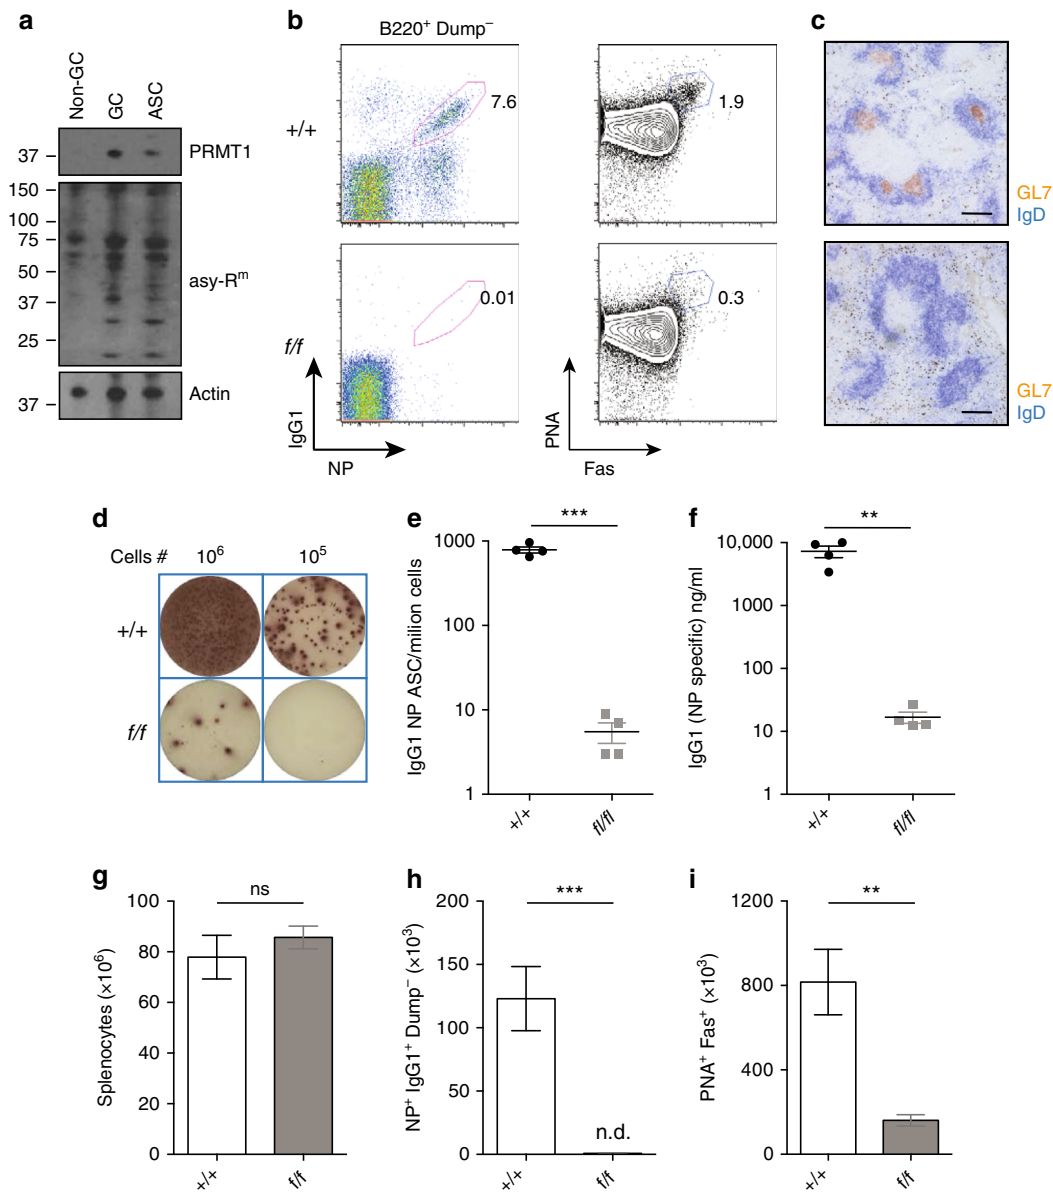 a
Non-GC
GC
ASC
37
PRMT1
150
100
75
50
37
25
asy-Rᵐ
37
Actin
b
B220⁺ Dump⁻
+/+
7.6
1.9
f/f
0.01
0.3
IgG1
NP
PNA
Fas
c
GL7
IgD
GL7
IgD
d
Cells #
10⁶
10⁵
+/+
f/f
e
***
1000
100
10
1
IgG1 NP ASC/milion cells
+/+
fl/fl
f
**
10,000
1000
100
10
1
IgG1 (NP specific) ng/ml
+/+
fl/fl
g
ns
100
80
60
40
20
0
Splenocytes (×10⁶)
+/+
f/f
h
***
200
150
100
50
0
NP⁺ IgG1⁺ Dump⁻ (×10³)
n.d.
+/+
f/f
i
**
1200
800
400
0
PNA⁺ Fas⁺ (×10³)
+/+
f/f